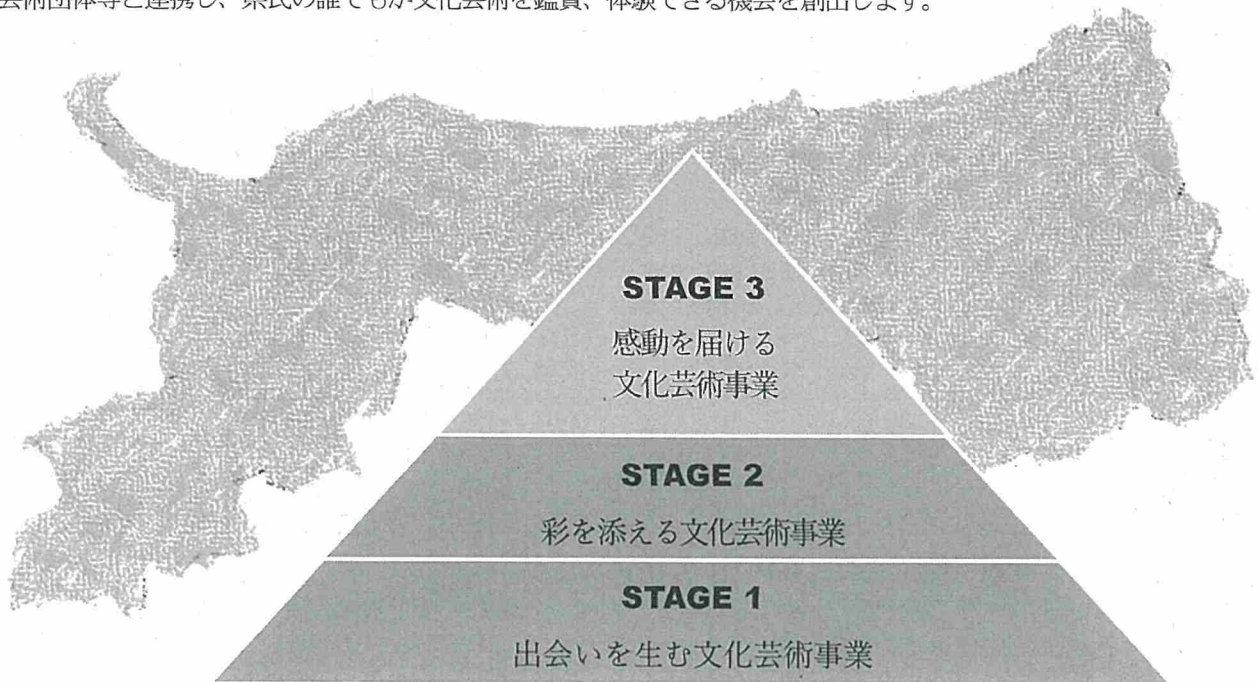 芸術団体等と連携し、県民の誰でもが文化芸術を鑑賞、体験できる機会を創出します。
STAGE 3
感動を届ける
文化芸術事業
STAGE 2
彩を添える文化芸術事業
STAGE 1
出会いを生む文化芸術事業